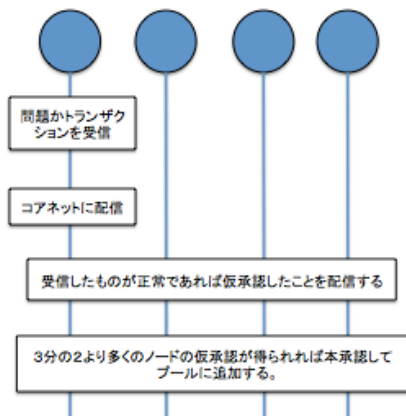 問題かトランザク
ションを受信
コアネットに配信
受信したものが正常であれば仮承認したことを配信する
３分の２より多くのノードの仮承認が得られれば本承認して
プールに追加する。